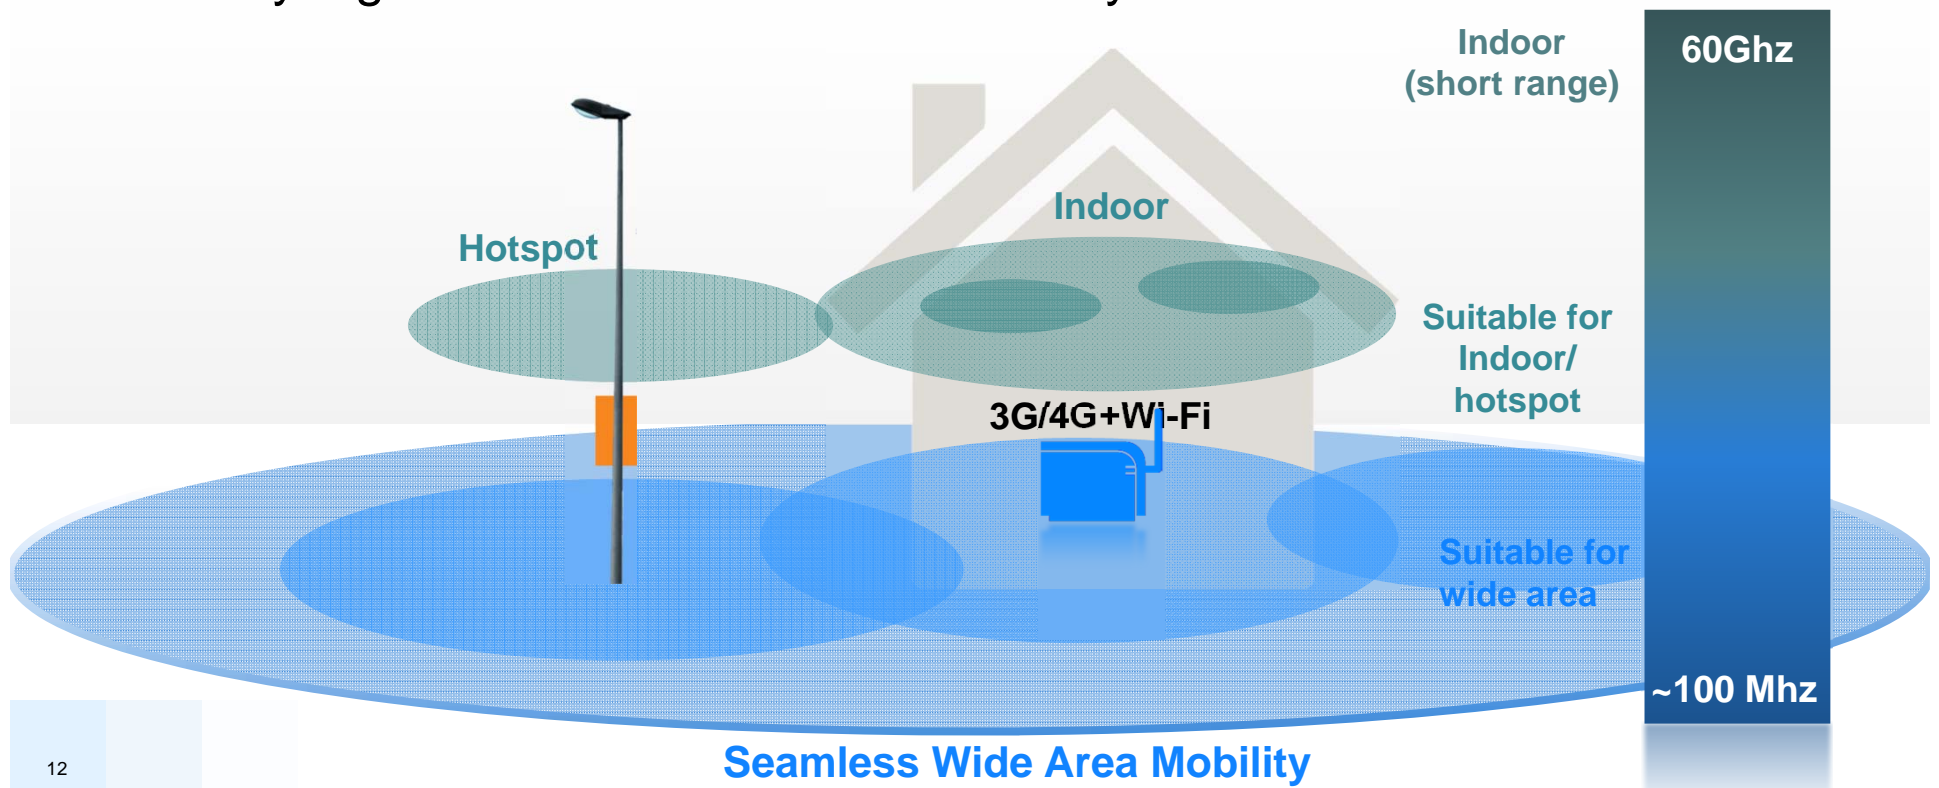 Indoor
(short range)
60Ghz
Indoor
Hotspot
Suitable for
Indoor/
hotspot
3G/4G+Wi-Fi
Suitable for
wide area
~100 Mhz
Seamless Wide Area Mobility
12